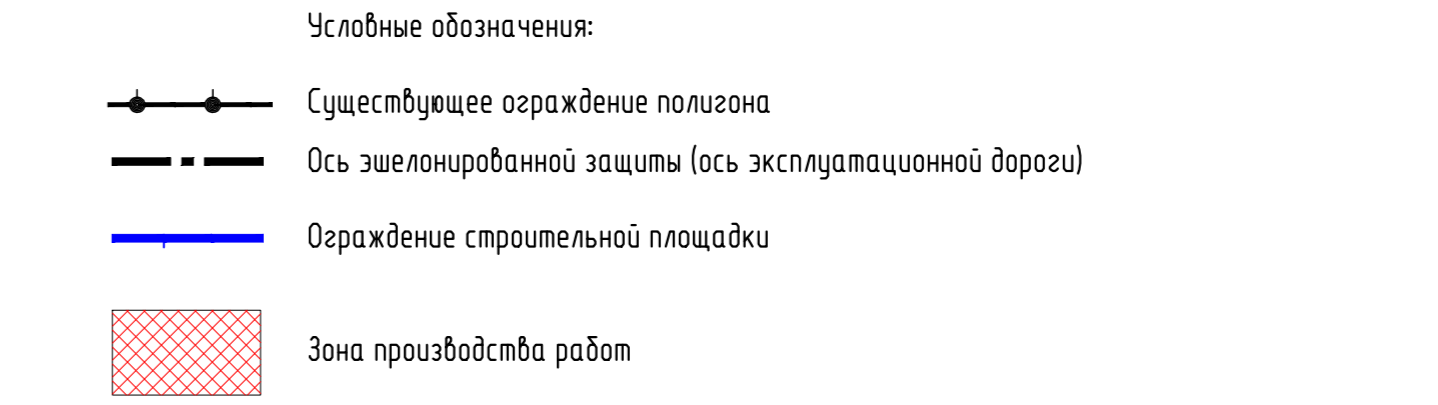 Условные обозначения:
Существующее ограждение полигона
Ось эшелонированной защиты (ось эксплуатационной дороги)
Ограждение строительной площадки
Зона производства работ